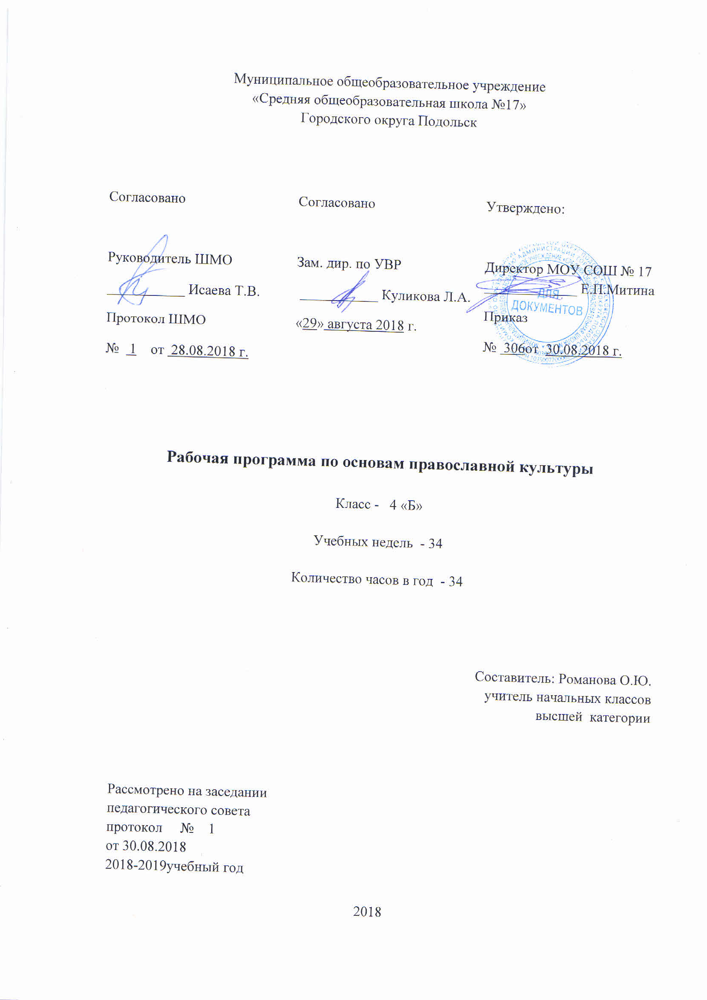 Муниципальное общеобразовательное учреждение
«Средняя общеобразовательная школа №17»
Городского округа Подольск
Согласовано
Руководитель ШМО
____________ Исаева Т.В.
Протокол ШМО
№ 1 от 28.08.2018 г.
Согласовано
Зам. дир. по УВР
____________ Куликова Л.А.
«29» августа 2018 г.
Утверждено:
Директор МОУ СОШ № 17
______________ Е.П.Митина
Приказ
№ 306от 30.08.2018 г.
ДЛЯ
ДОКУМЕНТОВ
Рабочая программа по основам православной культуры
Класс - 4 «Б»
Учебных недель - 34
Количество часов в год - 34
Составитель: Романова О.Ю.
учитель начальных классов
высшей категории
Рассмотрено на заседании
педагогического совета
протокол № 1
от 30.08.2018
2018-2019учебный год
2018